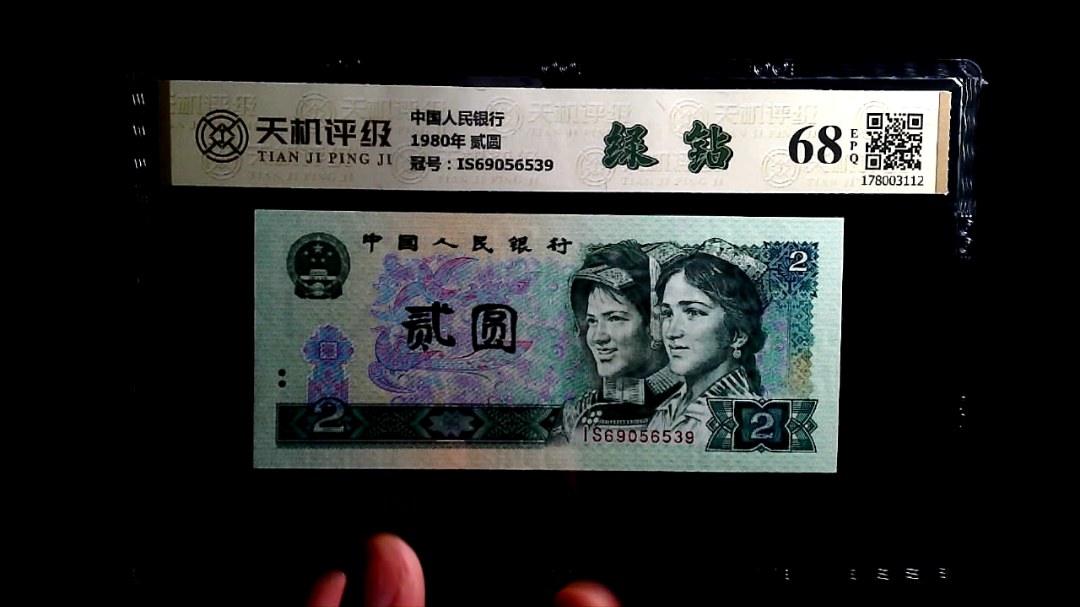 天机评级
TIAN JI PING JI
中国人民银行
1980年 贰圆
冠号：IS69056539
绿钻
68
EPQ
178003112
中国人民银行
2
贰圆
2
IS69056539
2